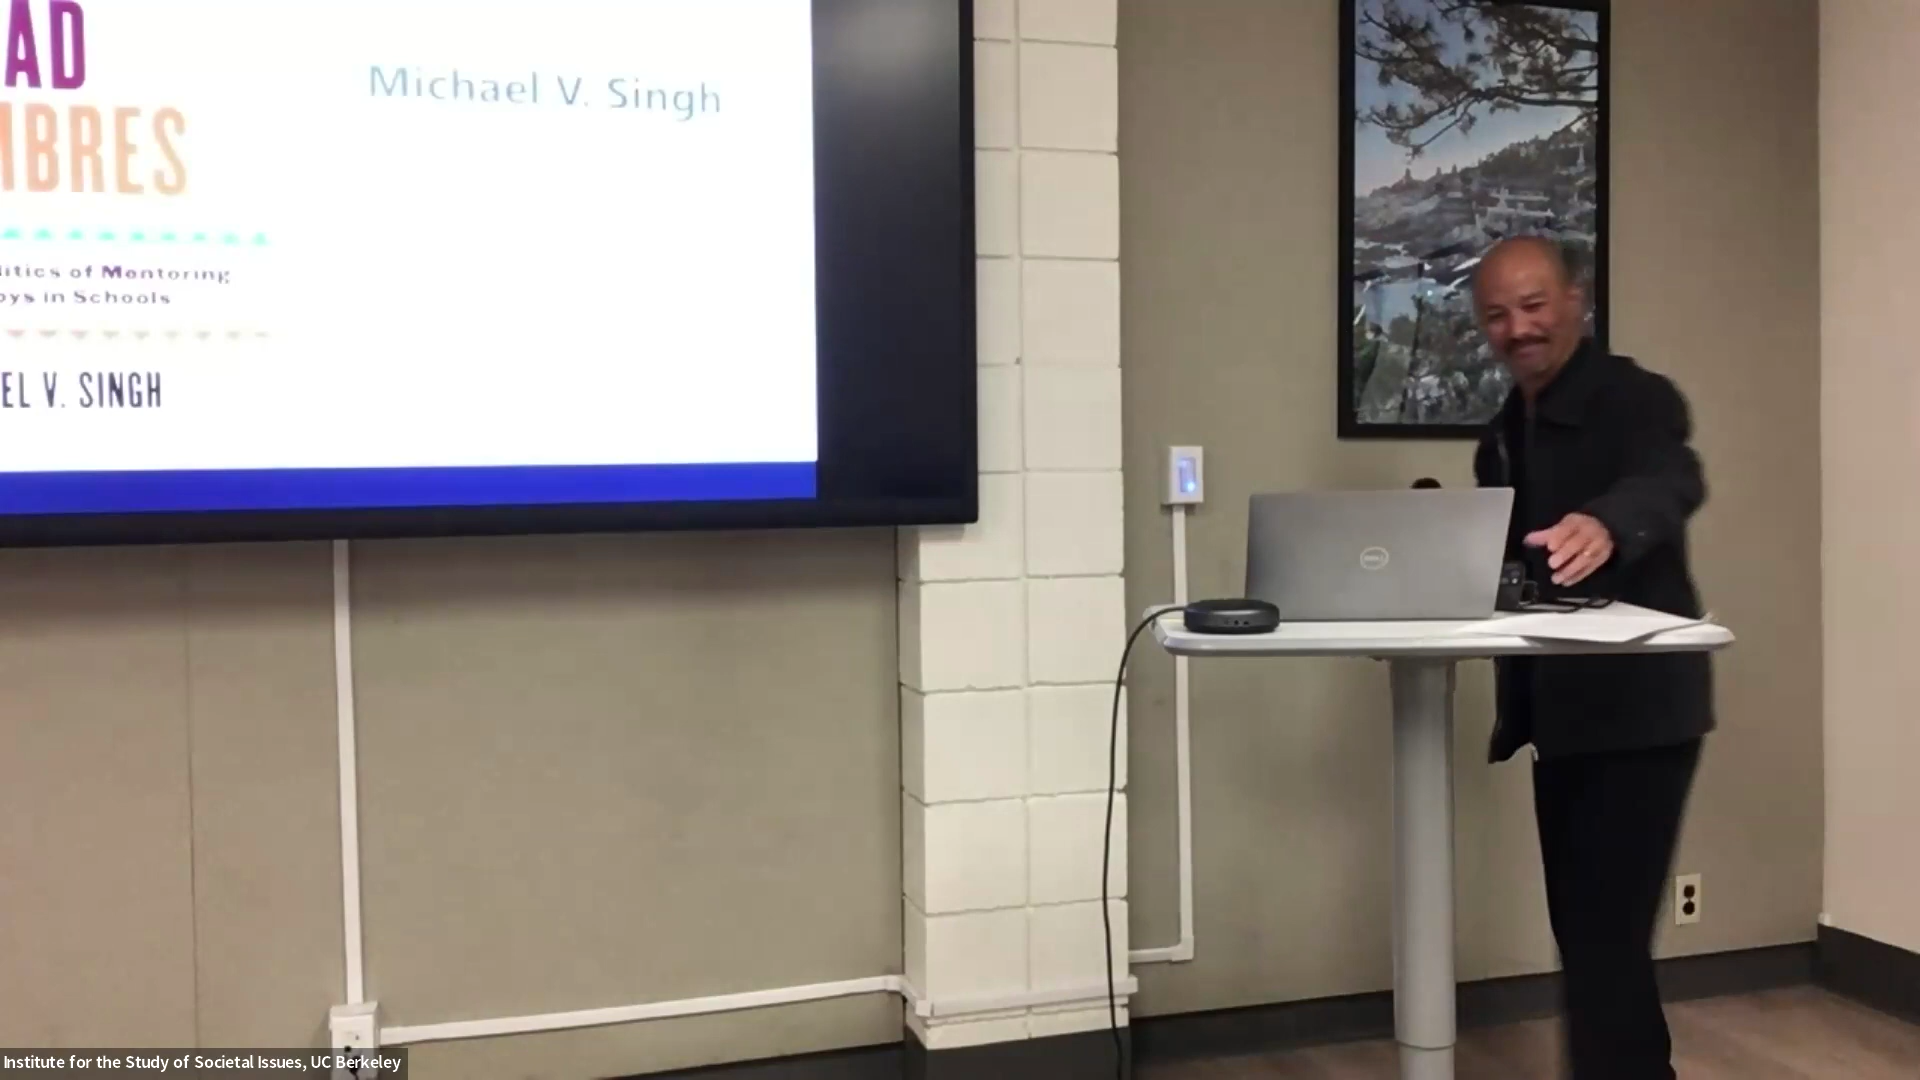 AD
MBRES
litics of Mentoring
oys in Schools
EL V. SINGH
Michael V. Singh
DELL
Institute for the Study of Societal Issues, UC Berkeley